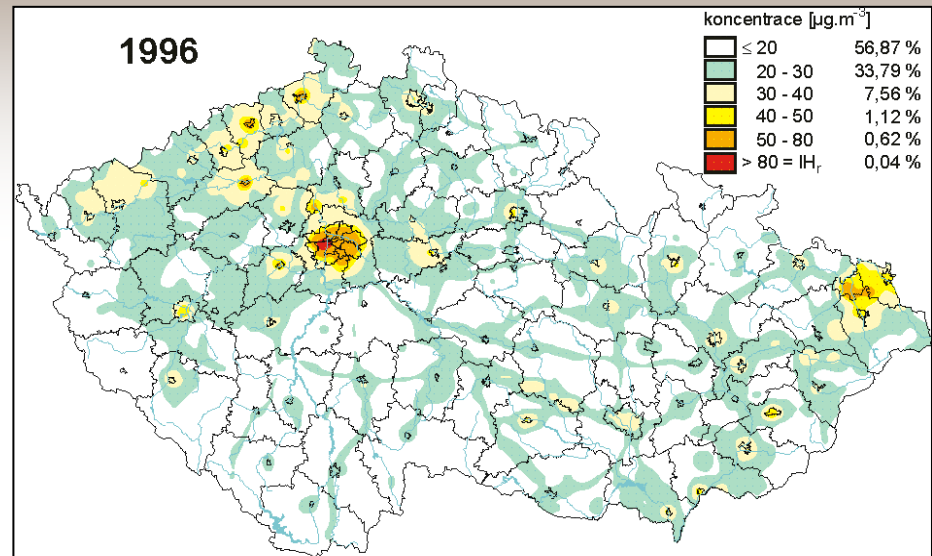 1996
koncentrace [µg.m⁻³]
≤ 20 56,87 %
20 - 30 33,79 %
30 - 40 7,56 %
40 - 50 1,12 %
50 - 80 0,62 %
> 80 = IHᵣ 0,04 %